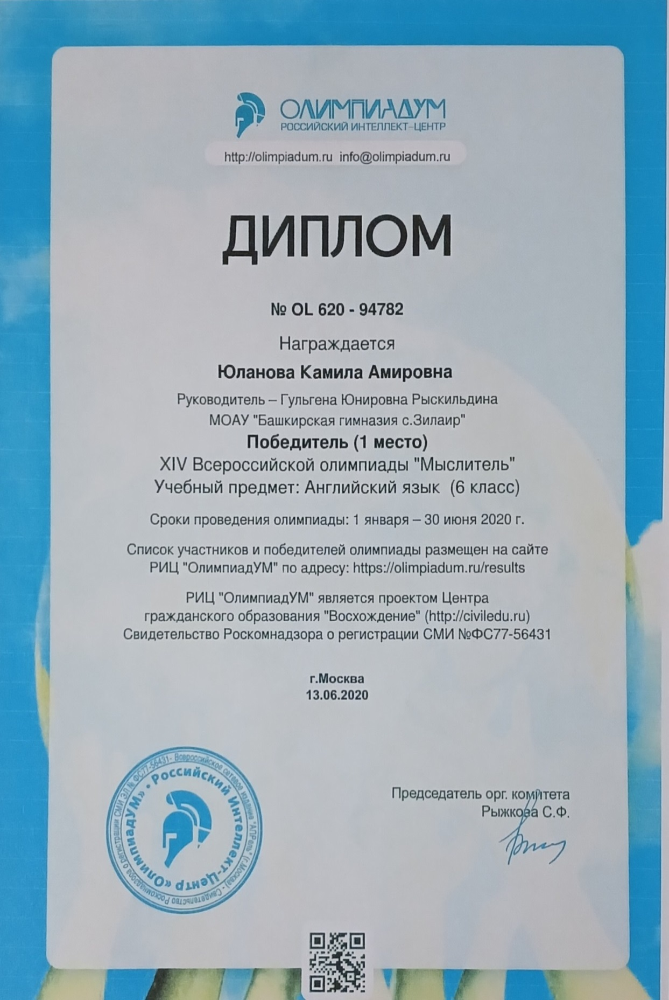 ОЛИМПИАДУМ
РОССИЙСКИЙ ИНТЕЛЛЕКТ-ЦЕНТР
http://olimpiadum.ru info@olimpiadum.ru
ДИПЛОМ
№ OL 620 - 94782
Награждается
Юланова Камила Амировна
Руководитель – Гульгена Юнировна Рыскильдина
МОАУ "Башкирская гимназия с.Зилаир"
Победитель (1 место)
XIV Всероссийской олимпиады "Мыслитель"
Учебный предмет: Английский язык (6 класс)
Сроки проведения олимпиады: 1 января – 30 июня 2020 г.
Список участников и победителей олимпиады размещен на сайте
РИЦ "ОлимпиадУМ" по адресу: https://olimpiadum.ru/results
РИЦ "ОлимпиадУМ" является проектом Центра
гражданского образования "Восхождение" (http://civiledu.ru)
Свидетельство Роскомнадзора о регистрации СМИ №ФС77-56431
г.Москва
13.06.2020
Всероссийское сетевое издание "АПРель" (г.Москва) - Свидетельство Роскомнадзора о регистрации СМИ ЭЛ № ФС77-56431-
• Российский Интеллект-Центр «ОлимпиадУМ»
Председатель орг. комитета
Рыжкова С.Ф.